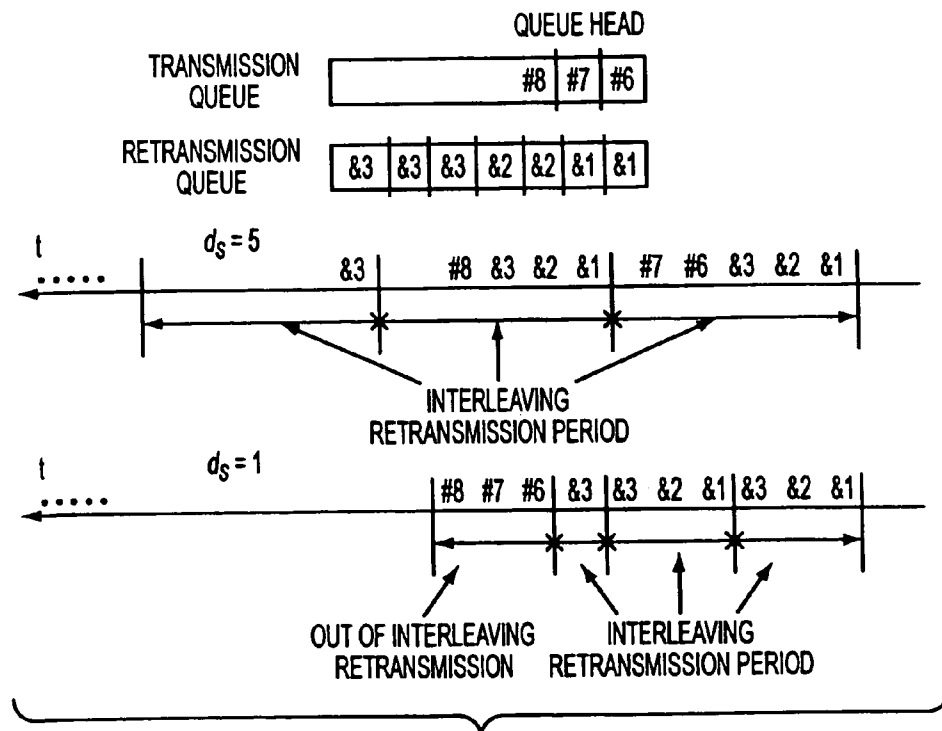 QUEUE HEAD
TRANSMISSION
QUEUE
#8 #7 #6
RETRANSMISSION
QUEUE
&3 &3 &3 &2 &2 &1 &1
t
dS = 5
&3 #8 &3 &2 &1 #7 #6 &3 &2 &1
INTERLEAVING
RETRANSMISSION PERIOD
t
dS = 1
#8 #7 #6 &3 &3 &2 &1 &3 &2 &1
OUT OF INTERLEAVING
RETRANSMISSION
INTERLEAVING
RETRANSMISSION PERIOD